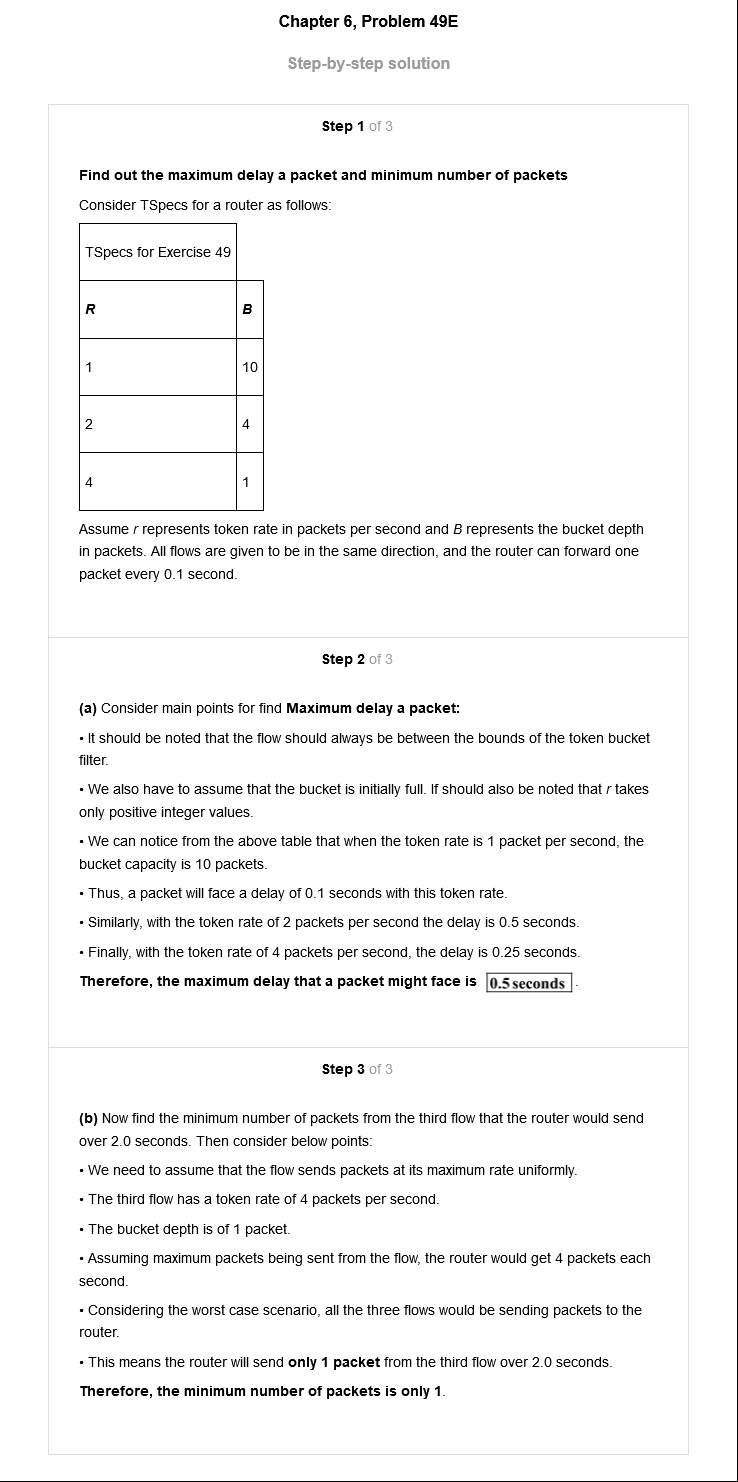 Chapter 6, Problem 49E
Step-by-step solution
Step 1 of 3
Find out the maximum delay a packet and minimum number of packets
Consider TSpecs for a router as follows:
TSpecs for Exercise 49
R B
1 10
2 4
4 1
Assume r represents token rate in packets per second and B represents the bucket depth
in packets. All flows are given to be in the same direction, and the router can forward one
packet every 0.1 second.
Step 2 of 3
(a) Consider main points for find Maximum delay a packet:
• It should be noted that the flow should always be between the bounds of the token bucket
filter.
• We also have to assume that the bucket is initially full. If should also be noted that r takes
only positive integer values.
• We can notice from the above table that when the token rate is 1 packet per second, the
bucket capacity is 10 packets.
• Thus, a packet will face a delay of 0.1 seconds with this token rate.
• Similarly, with the token rate of 2 packets per second the delay is 0.5 seconds.
• Finally, with the token rate of 4 packets per second, the delay is 0.25 seconds.
Therefore, the maximum delay that a packet might face is 0.5 seconds .
Step 3 of 3
(b) Now find the minimum number of packets from the third flow that the router would send
over 2.0 seconds. Then consider below points:
• We need to assume that the flow sends packets at its maximum rate uniformly.
• The third flow has a token rate of 4 packets per second.
• The bucket depth is of 1 packet.
• Assuming maximum packets being sent from the flow, the router would get 4 packets each
second.
• Considering the worst case scenario, all the three flows would be sending packets to the
router.
• This means the router will send only 1 packet from the third flow over 2.0 seconds.
Therefore, the minimum number of packets is only 1.